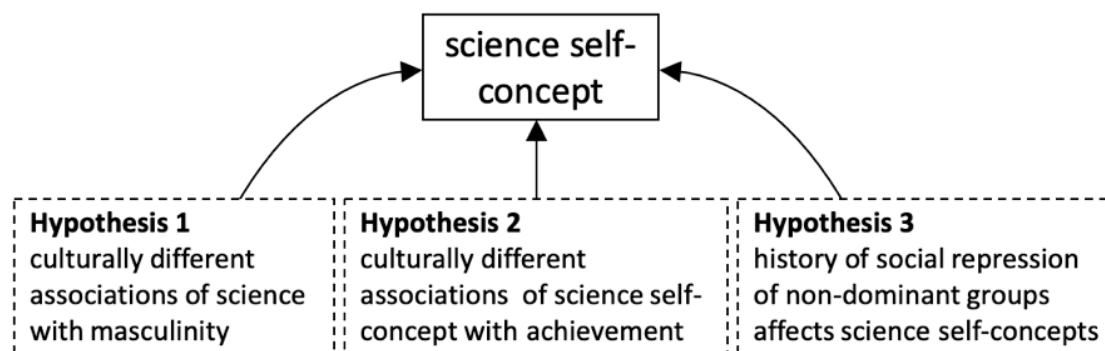 science self-
concept
Hypothesis 1
culturally different
associations of science
with masculinity
Hypothesis 2
culturally different
associations of science self-
concept with achievement
Hypothesis 3
history of social repression
of non-dominant groups
affects science self-concepts